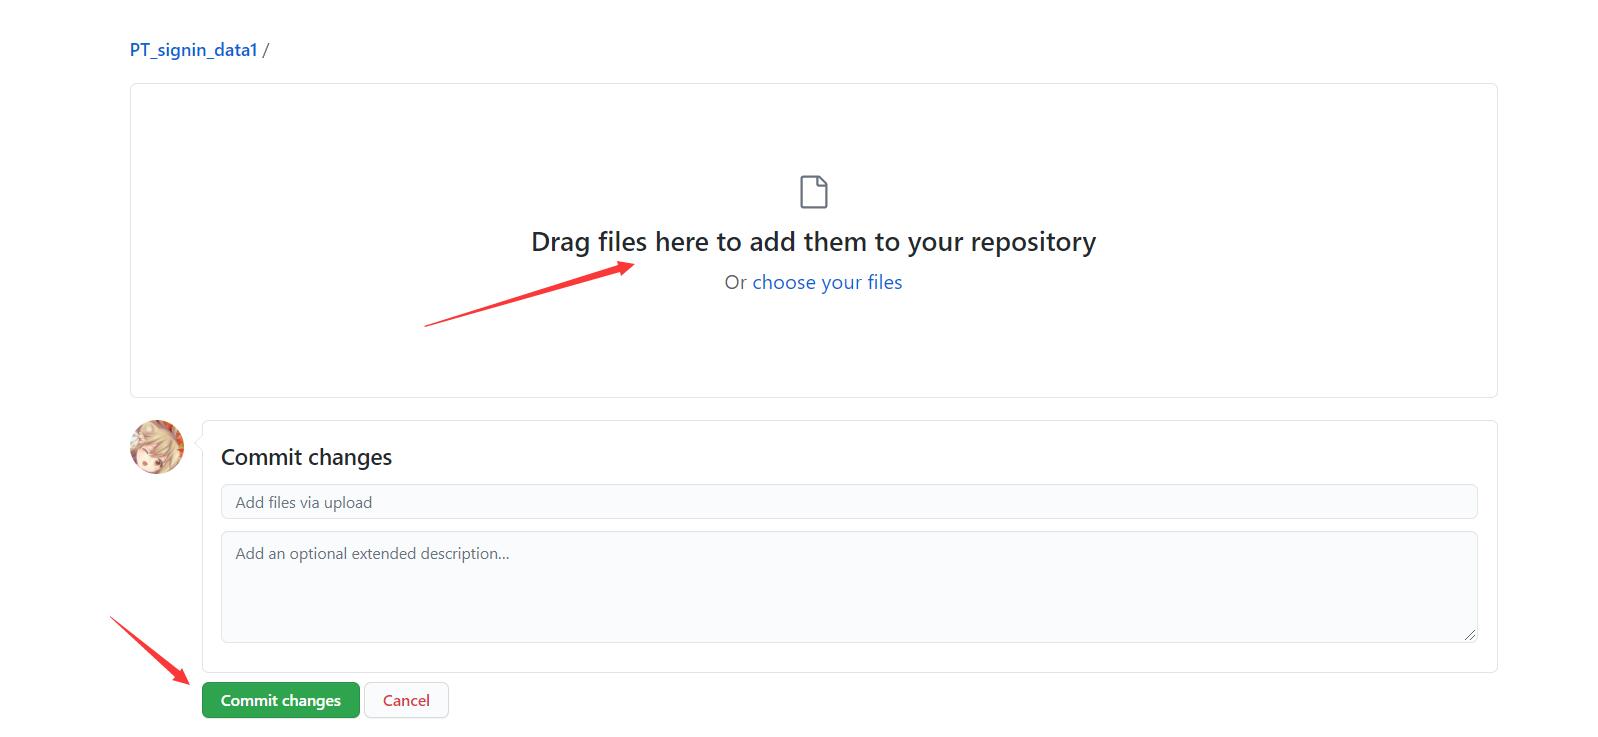 PT_signin_data1 /
Drag files here to add them to your repository
Or choose your files
Commit changes
Add files via upload
Add an optional extended description...
Commit changes
Cancel